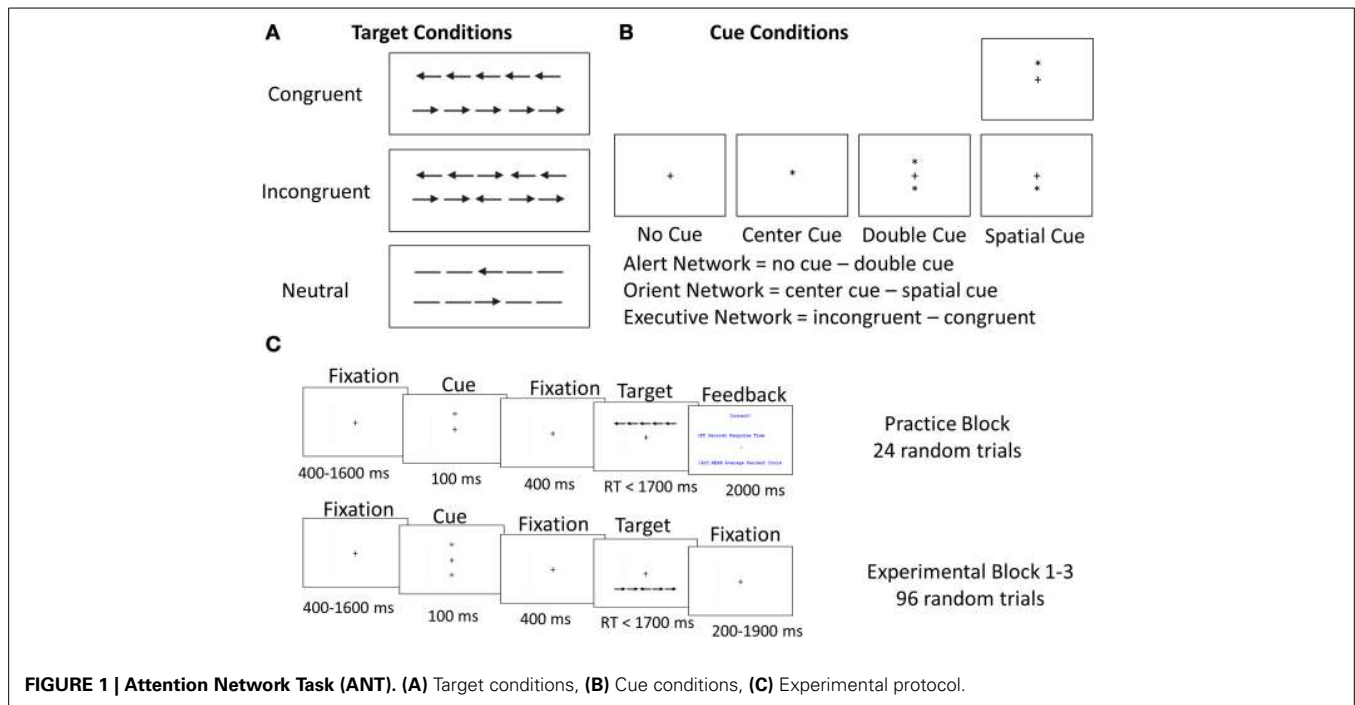 A Target Conditions
Congruent
Incongruent
Neutral
B Cue Conditions
*
+
+
*
*
+
*
+
*
No Cue Center Cue Double Cue Spatial Cue
Alert Network = no cue – double cue
Orient Network = center cue – spatial cue
Executive Network = incongruent – congruent
C
Fixation Cue Fixation Target Feedback
+
*
+
+
+
Correct!
Practice Block
24 random trials
400-1600 ms 100 ms 400 ms RT < 1700 ms 2000 ms
Fixation Cue Fixation Target Fixation
+
*
+
*
+
+
+
Experimental Block 1-3
96 random trials
400-1600 ms 100 ms 400 ms RT < 1700 ms 200-1900 ms
FIGURE 1 | Attention Network Task (ANT). (A) Target conditions, (B) Cue conditions, (C) Experimental protocol.